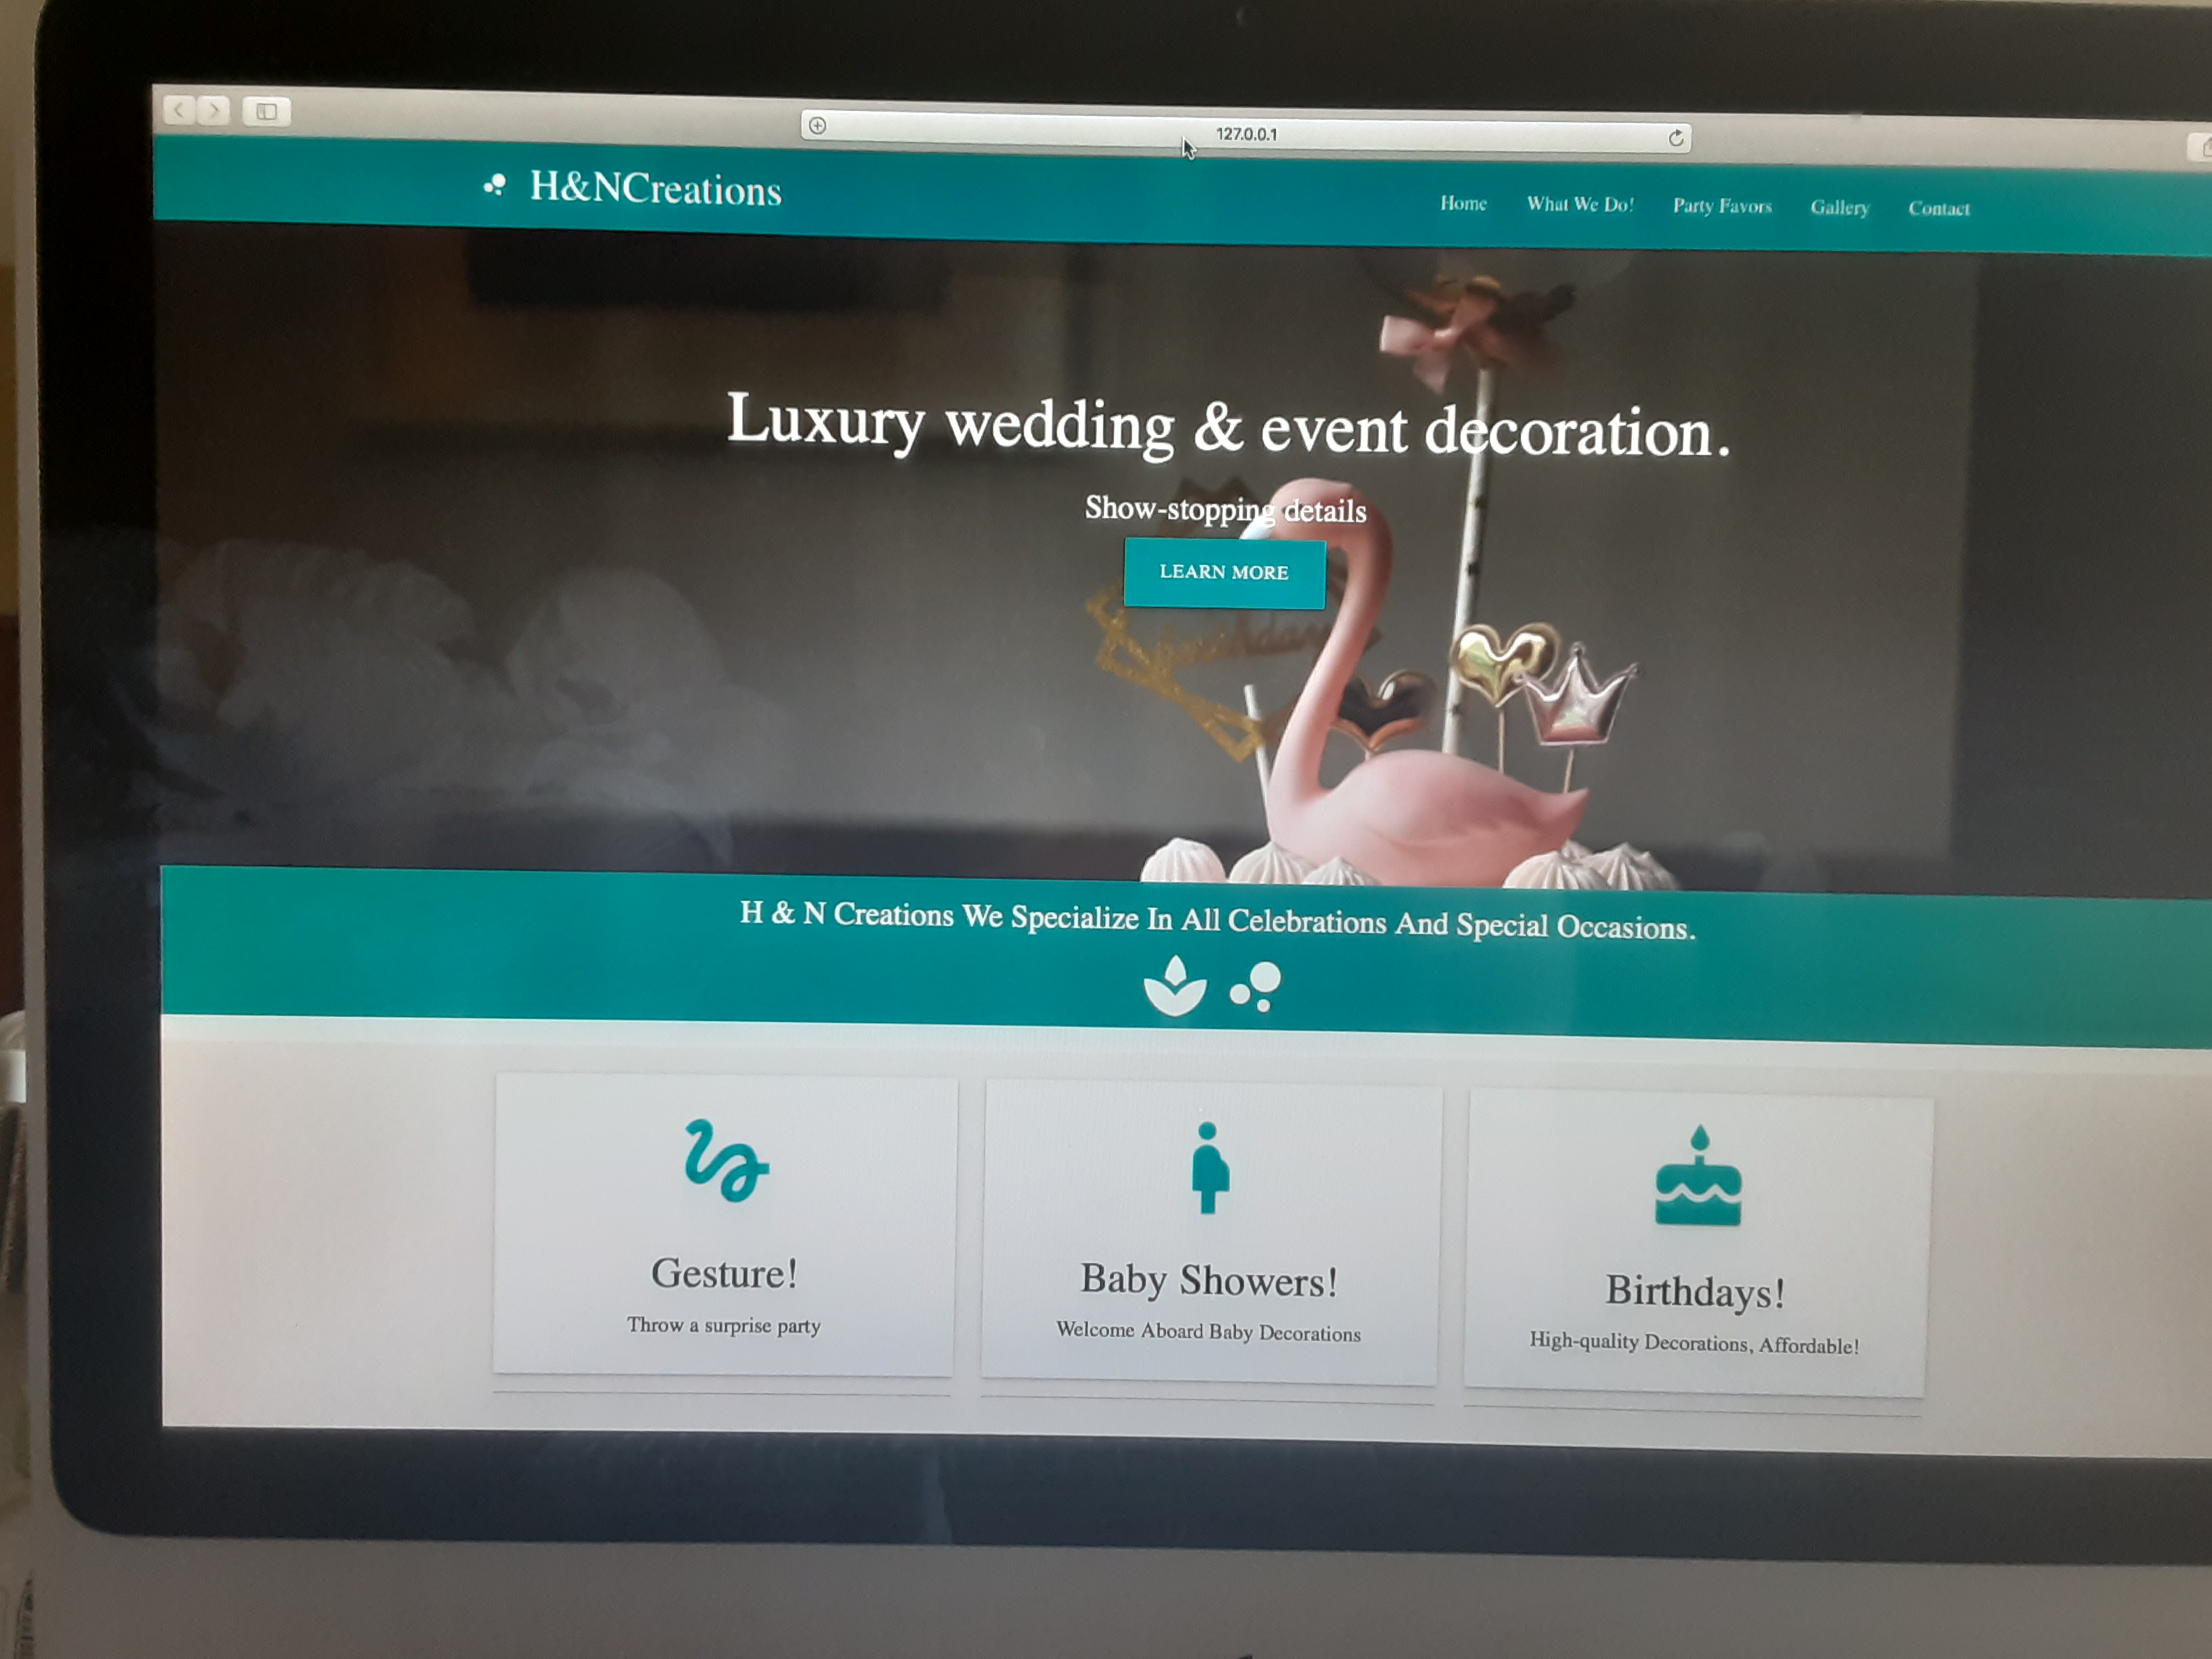 127.0.0.1
H&NCreations
Home What We Do! Party Favors Gallery Contact
Luxury wedding & event decoration.
Show-stopping details
LEARN MORE
H & N Creations We Specialize In All Celebrations And Special Occasions.
Gesture!
Throw a surprise party
Baby Showers!
Welcome Aboard Baby Decorations
Birthdays!
High-quality Decorations, Affordable!